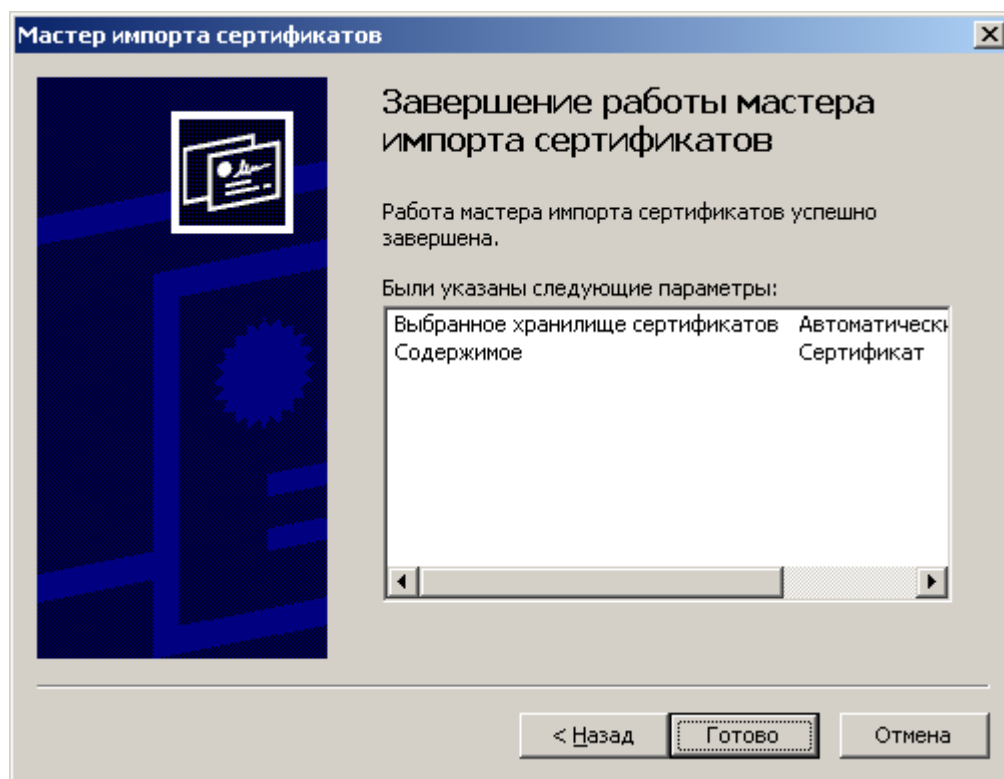 Мастер импорта сертификатов
Завершение работы мастера
импорта сертификатов
Работа мастера импорта сертификатов успешно
завершена.
Были указаны следующие параметры:
Выбранное хранилище сертификатов Автоматическ
Содержимое Сертификат
< Назад Готово Отмена